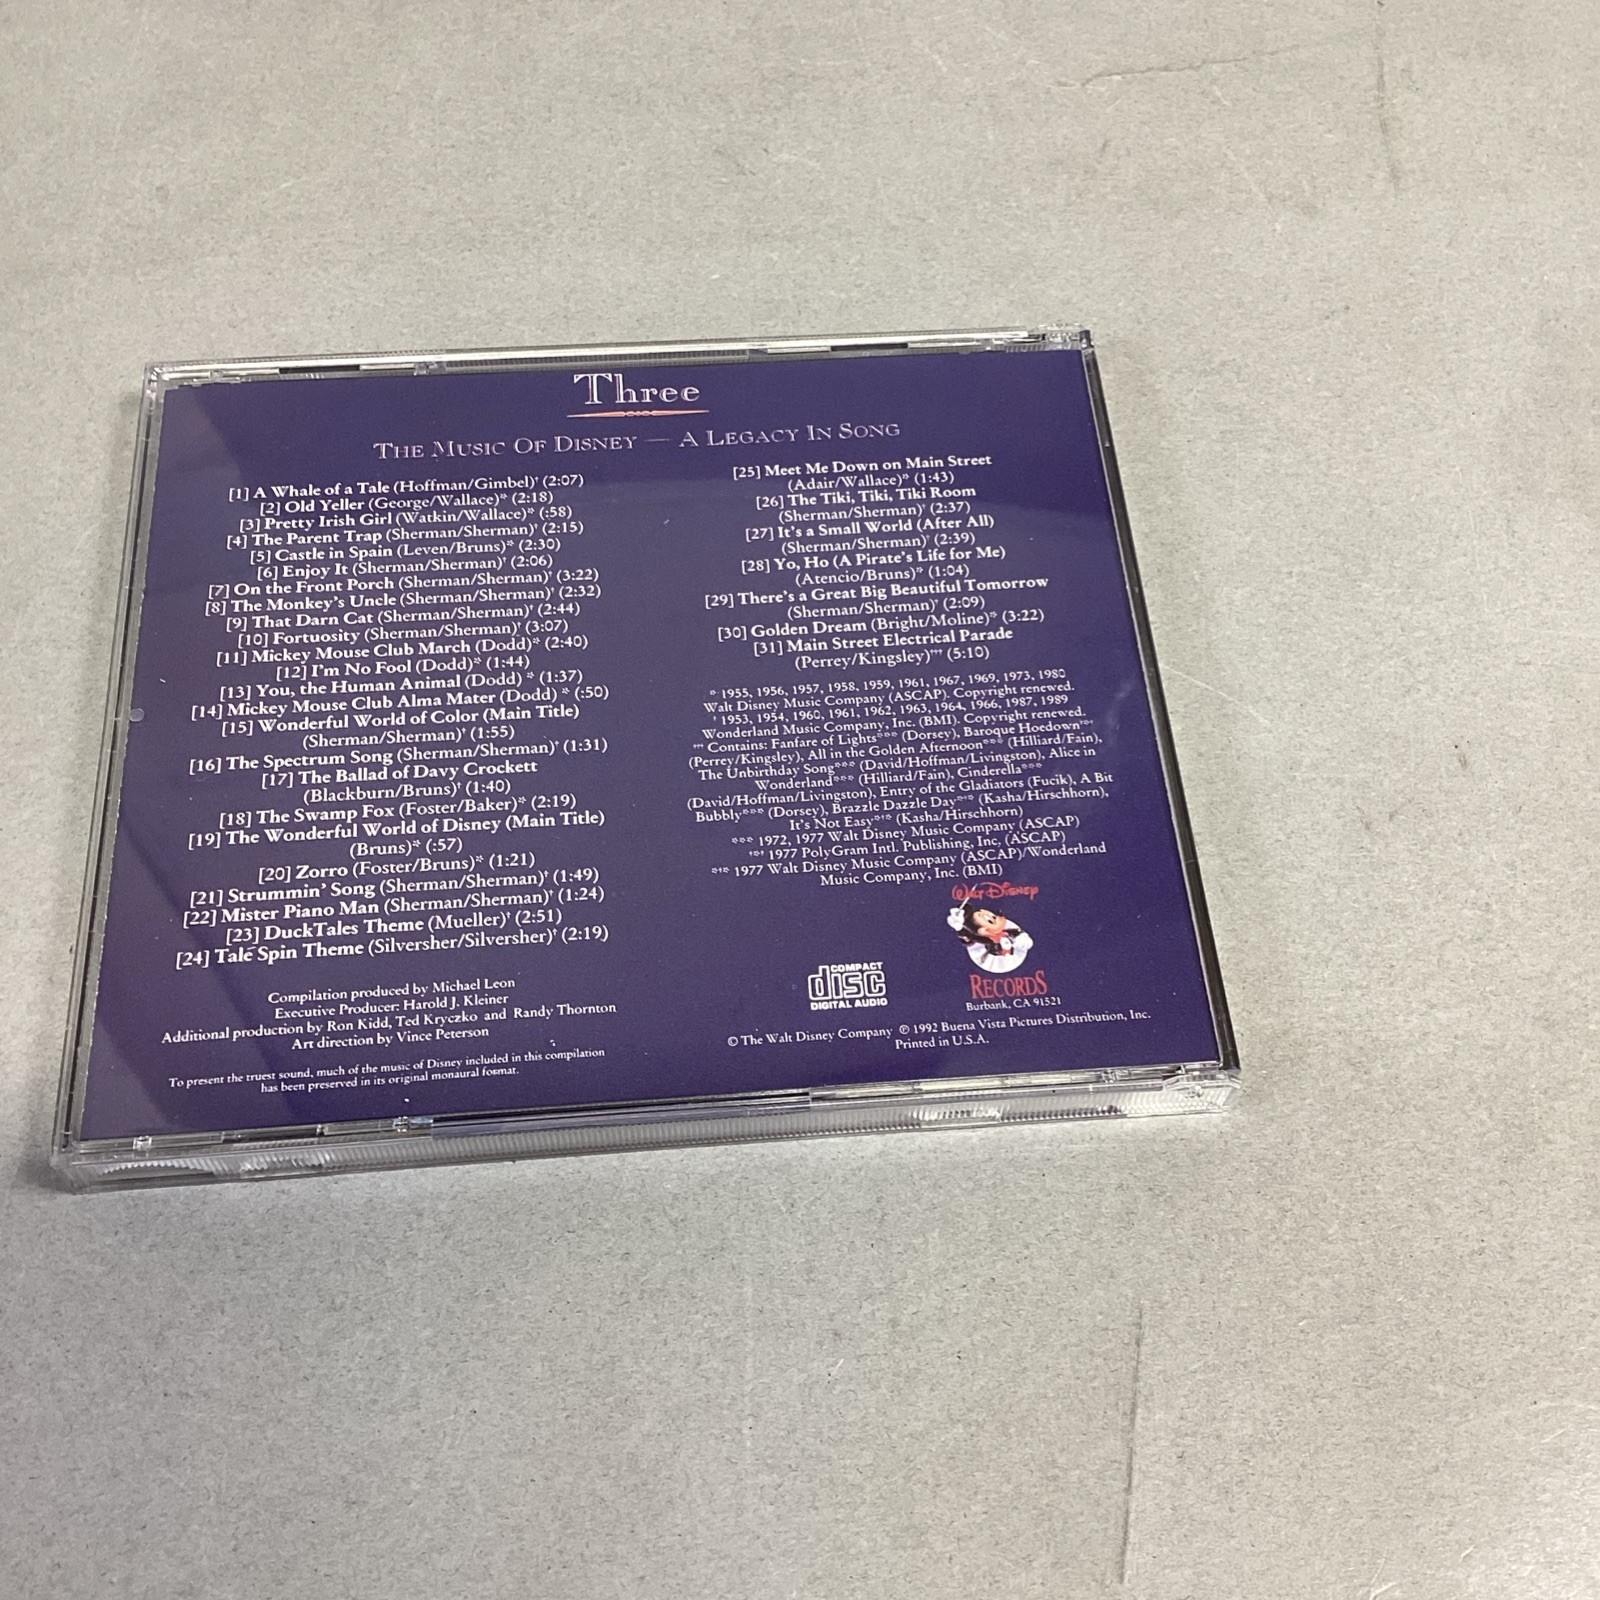 Three
THE MUSIC OF DISNEY — A LEGACY IN SONG
[1] A Whale of a Tale (Hoffman/Gimbel)† (2:07)
[2] Old Yeller (George/Wallace)* (2:18)
[3] Pretty Irish Girl (Watkin/Wallace)* (:58)
[4] The Parent Trap (Sherman/Sherman)† (2:15)
[5] Castle in Spain (Leven/Bruns)* (2:30)
[6] Enjoy It (Sherman/Sherman)† (2:06)
[7] On the Front Porch (Sherman/Sherman)† (3:22)
[8] The Monkey's Uncle (Sherman/Sherman)† (2:32)
[9] That Darn Cat (Sherman/Sherman)† (2:44)
[10] Fortuosity (Sherman/Sherman)† (3:07)
[11] Mickey Mouse Club March (Dodd)* (2:40)
[12] I'm No Fool (Dodd)* (1:44)
[13] You, the Human Animal (Dodd) * (1:37)
[14] Mickey Mouse Club Alma Mater (Dodd) * (:50)
[15] Wonderful World of Color (Main Title)
(Sherman/Sherman)† (1:55)
[16] The Spectrum Song (Sherman/Sherman)† (1:31)
[17] The Ballad of Davy Crockett
(Blackburn/Bruns)† (1:40)
[18] The Swamp Fox (Foster/Baker)* (2:19)
[19] The Wonderful World of Disney (Main Title)
(Bruns)* (:57)
[20] Zorro (Foster/Bruns)* (1:21)
[21] Strummin' Song (Sherman/Sherman)† (1:49)
[22] Mister Piano Man (Sherman/Sherman)† (1:24)
[23] DuckTales Theme (Mueller)† (2:51)
[24] Tale Spin Theme (Silversher/Silversher)† (2:19)
Compilation produced by Michael Leon
Executive Producer: Harold J. Kleiner
Additional production by Ron Kidd, Ted Kryczko and Randy Thornton
Art direction by Vince Peterson
To present the truest sound, much of the music of Disney included in this compilation
has been preserved in its original monaural format.
[25] Meet Me Down on Main Street
(Adair/Wallace)* (1:43)
[26] The Tiki, Tiki, Tiki Room
(Sherman/Sherman)† (2:37)
[27] It's a Small World (After All)
(Sherman/Sherman)† (2:39)
[28] Yo, Ho (A Pirate's Life for Me)
(Atencio/Bruns)* (1:04)
[29] There's a Great Big Beautiful Tomorrow
(Sherman/Sherman)† (2:09)
[30] Golden Dream (Bright/Moline)* (3:22)
[31] Main Street Electrical Parade
(Perrey/Kingsley)††† (5:10)
* 1955, 1956, 1957, 1958, 1959, 1961, 1967, 1969, 1973, 1980
Walt Disney Music Company (ASCAP). Copyright renewed.
† 1953, 1954, 1960, 1961, 1962, 1963, 1964, 1966, 1987, 1989
Wonderland Music Company, Inc. (BMI). Copyright renewed.
††† Contains: Fanfare of Lights*** (Dorsey), Baroque Hoedown*†*
(Perrey/Kingsley), All in the Golden Afternoon*** (Hilliard/Fain),
The Unbirthday Song*** (David/Hoffman/Livingston), Alice in
Wonderland*** (Hilliard/Fain), Cinderella***
(David/Hoffman/Livingston), Entry of the Gladiators (Fucik), A Bit
Bubbly*** (Dorsey), Brazzle Dazzle Day*†* (Kasha/Hirschhorn),
It's Not Easy*†* (Kasha/Hirschhorn)
*** 1972, 1977 Walt Disney Music Company (ASCAP)
†*† 1977 PolyGram Intl. Publishing, Inc. (ASCAP)
*†* 1977 Walt Disney Music Company (ASCAP)/Wonderland
Music Company, Inc. (BMI)
WALT DISNEY
RECORDS
Burbank, CA 91521
COMPACT
disc
DIGITAL AUDIO
© The Walt Disney Company ℗ 1992 Buena Vista Pictures Distribution, Inc.
Printed in U.S.A.